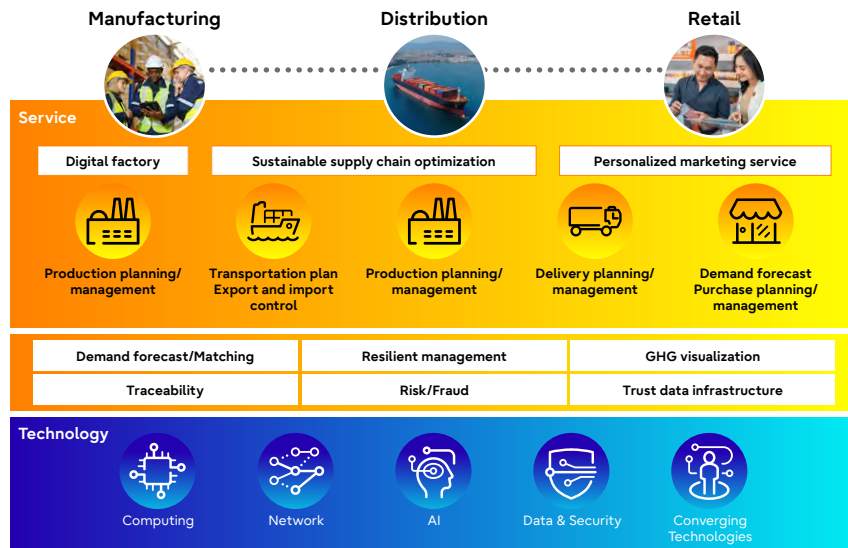 Manufacturing
Distribution
Retail
Service
Digital factory
Sustainable supply chain optimization
Personalized marketing service
Production planning/
management
Transportation plan
Export and import
control
Production planning/
management
Delivery planning/
management
Demand forecast
Purchase planning/
management
Demand forecast/Matching
Resilient management
GHG visualization
Traceability
Risk/Fraud
Trust data infrastructure
Technology
Computing
Network
AI
Data & Security
Converging
Technologies